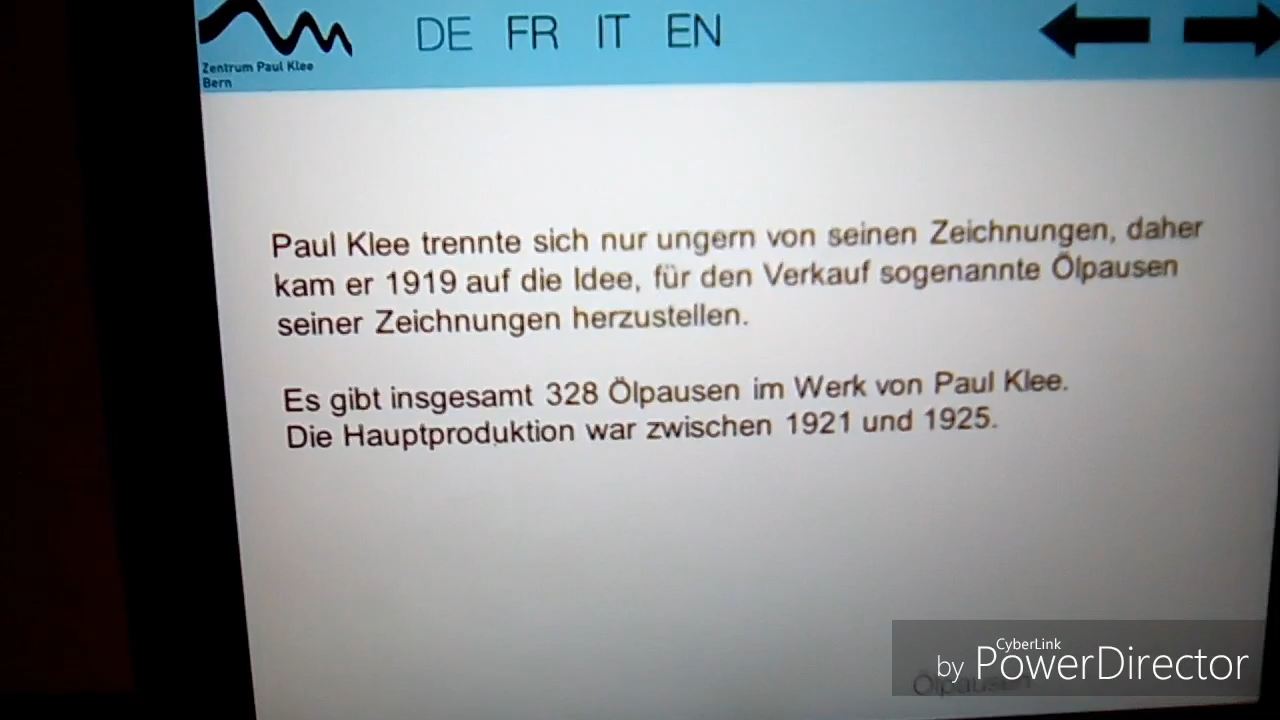 DE FR IT EN
Zentrum Paul Klee
Bern
Paul Klee trennte sich nur ungern von seinen Zeichnungen, daher
kam er 1919 auf die Idee, für den Verkauf sogenannte Ölpausen
seiner Zeichnungen herzustellen.
Es gibt insgesamt 328 Ölpausen im Werk von Paul Klee.
Die Hauptproduktion war zwischen 1921 und 1925.
Ölpausen
CyberLink
by PowerDirector